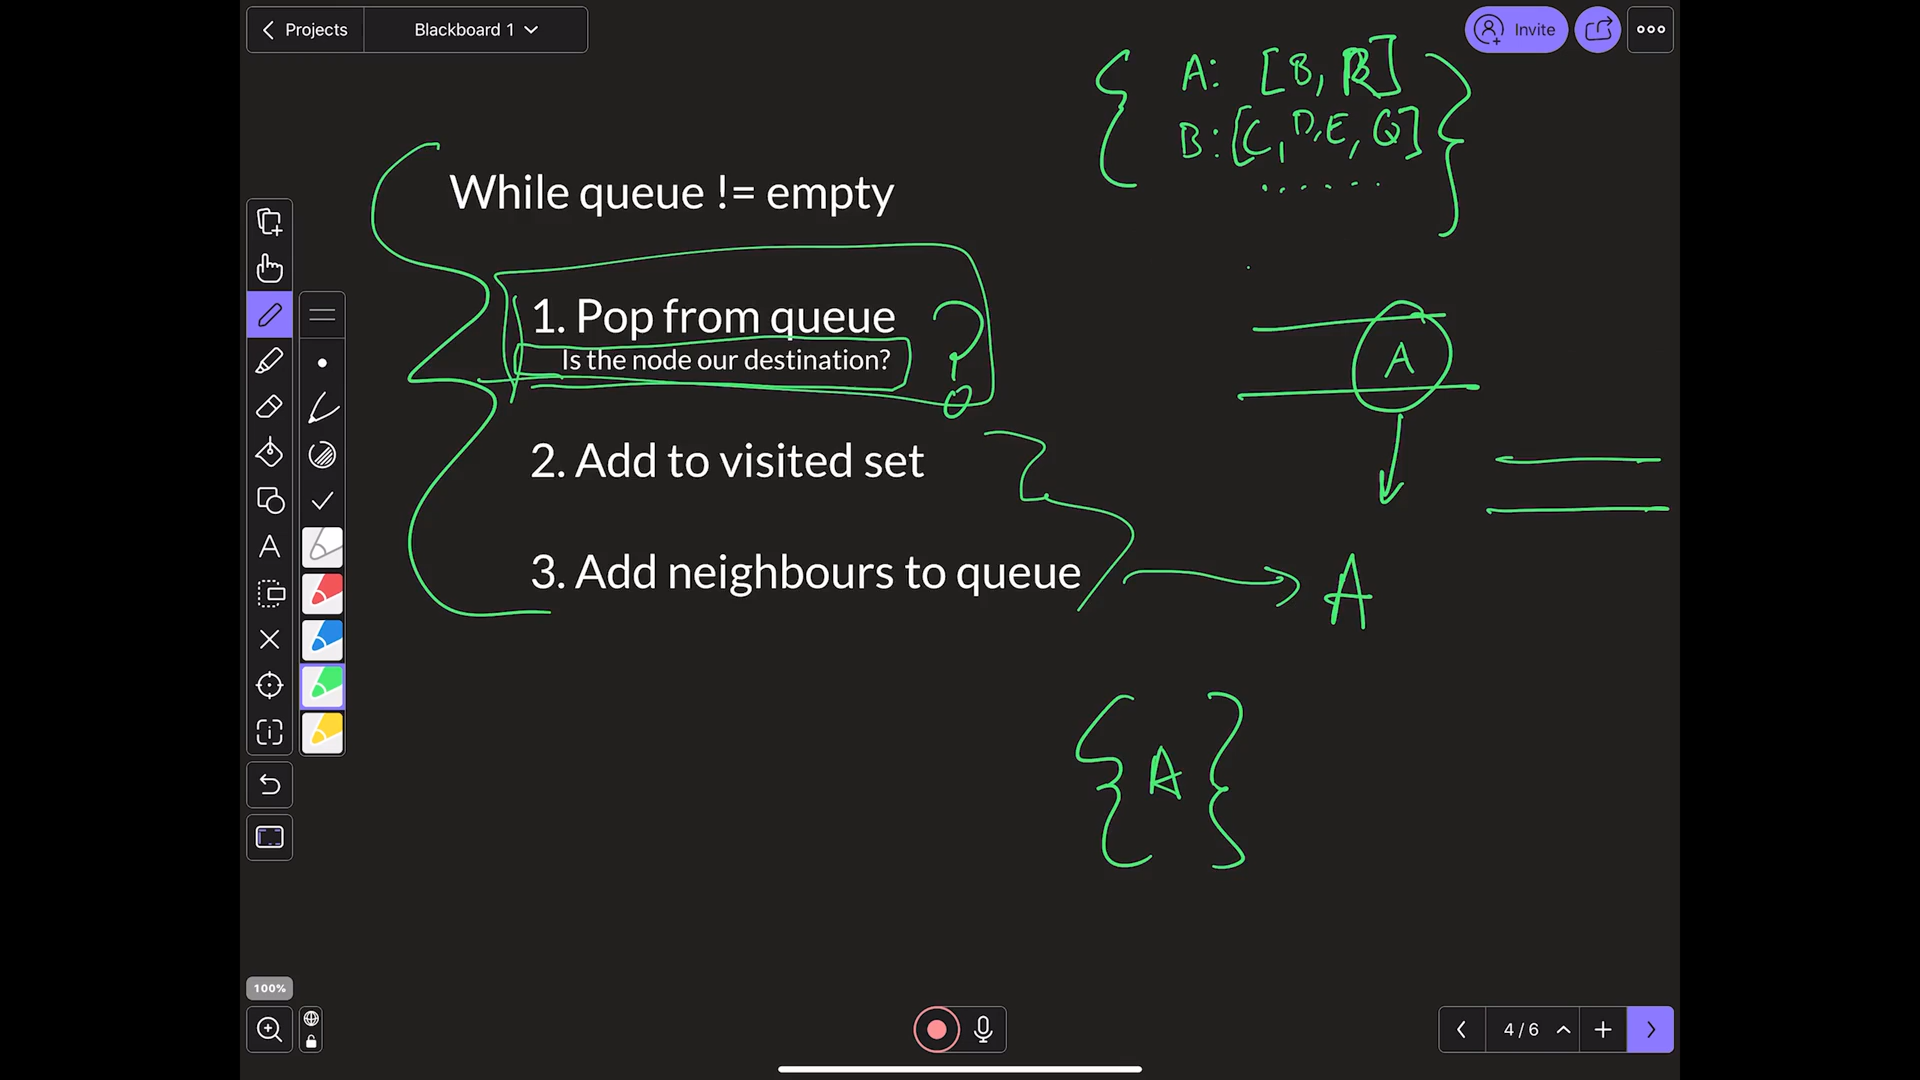 Projects
Blackboard 1
Invite
A: [B, R]
B: [C, D, E, Q]
While queue != empty
1. Pop from queue ?
Is the node our destination?
A
2. Add to visited set
3. Add neighbours to queue
A
{ A }
A
100%
4 / 6